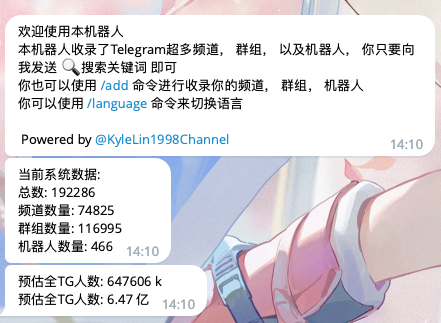 欢迎使用本机器人
本机器人收录了Telegram超多频道， 群组， 以及机器人， 你只要向
我发送 🔍搜索关键词 即可
你也可以使用 /add 命令进行收录你的频道， 群组， 机器人
你可以使用 /language 命令来切换语言
Powered by @KyleLin1998Channel
14:10
当前系统数据:
总数: 192286
频道数量: 74825
群组数量: 116995
机器人数量: 466
14:10
预估全TG人数: 647606 k
预估全TG人数: 6.47 亿
14:10